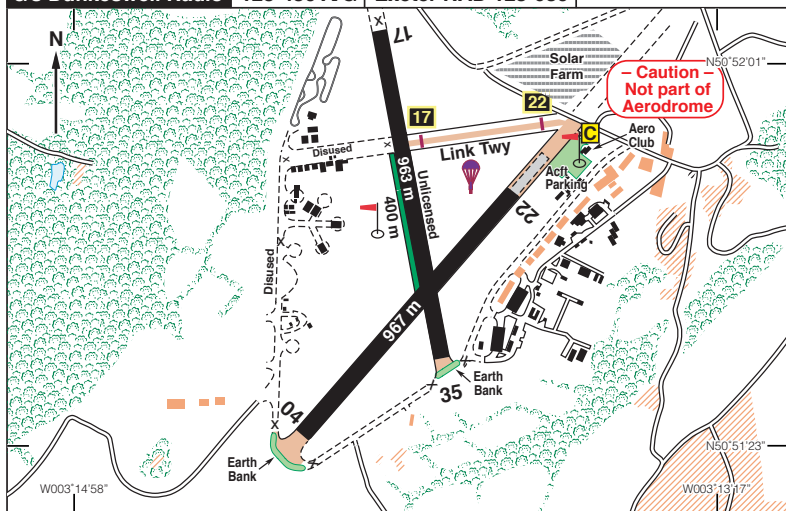 N
17
Solar
Farm
N50°52'01"
– Caution –
Not part of
Aerodrome
17
22
C
Aero
Club
Disused
Link Twy
963 m
Unlicensed
400 m
Acft
Parking
22
Disused
967 m
Earth
Bank
35
04
Earth
Bank
N50°51'23"
W003°14'58"
W003°13'17"